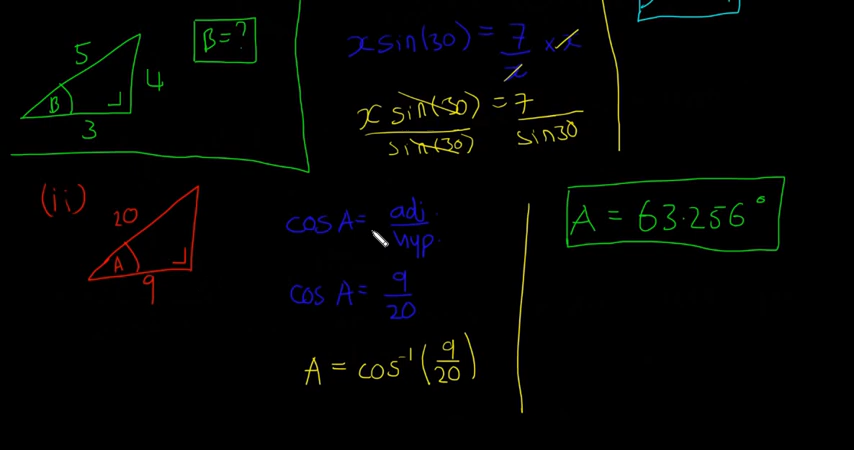 5
B = ?
B
4
3
x sin(30) = 7/x × x
x sin(30)/sin(30) = 7/sin30
(ii)
20
A
9
cos A = adj/hyp
cos A = 9/20
A = cos⁻¹(9/20)
A = 63.256°